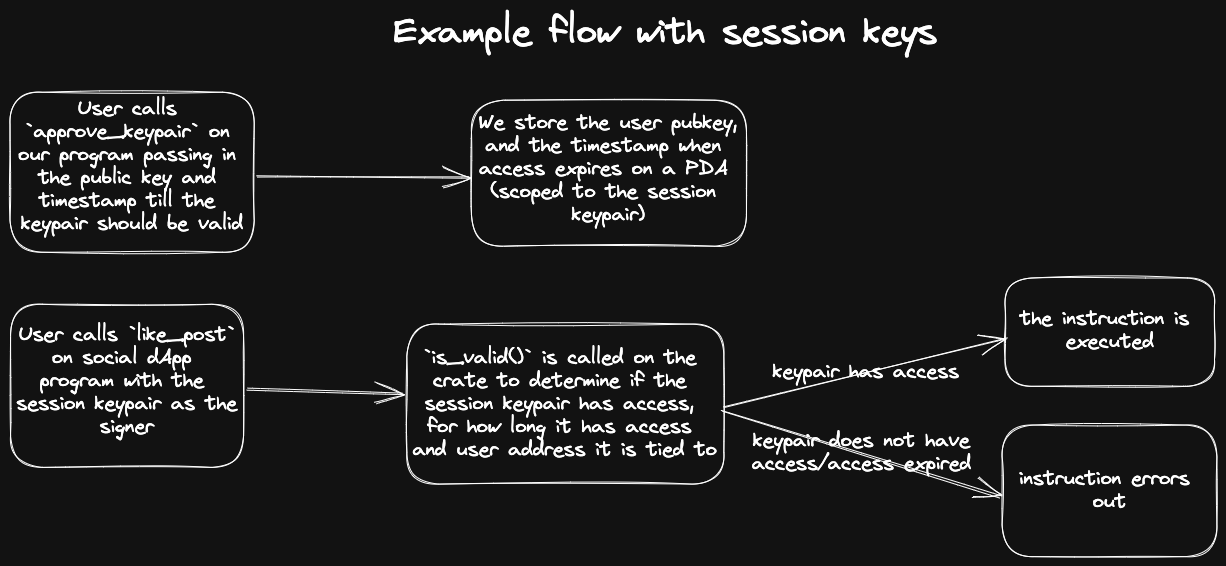 Example flow with session keys
User calls
`approve_keypair` on
our program passing in
the public key and
timestamp till the
keypair should be valid
We store the user pubkey,
and the timestamp when
access expires on a PDA
(scoped to the session
keypair)
User calls `like_post`
on social dApp
program with the
session keypair as the
signer
`is_valid()` is called on the
crate to determine if the
session keypair has access,
for how long it has access
and user address it is tied to
keypair has access
the instruction is
executed
keypair does not have
access/access expired
instruction errors
out